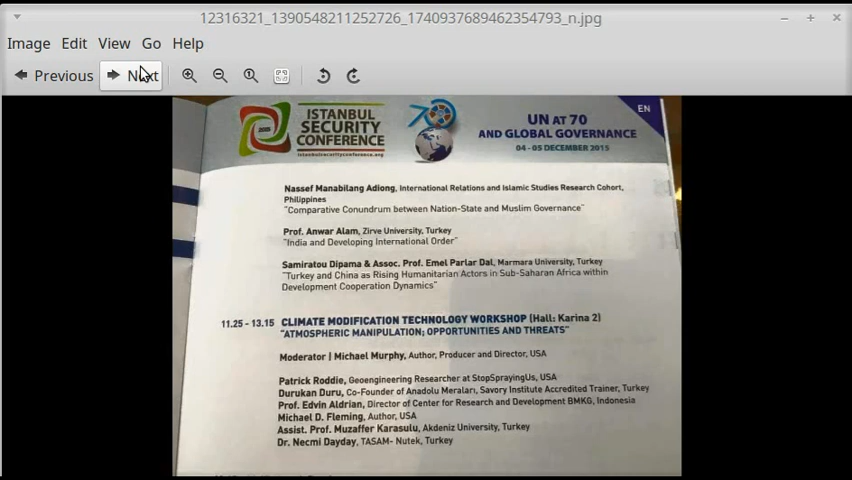 12316321_1390548211252726_1740937689462354793_n.jpg
Image Edit View Go Help
Previous Next
2015
ISTANBUL
SECURITY
CONFERENCE
istanbulsecurityconference.org
70
UN AT 70
AND GLOBAL GOVERNANCE
04 - 05 DECEMBER 2015
EN
Nassef Manabilang Adiong, International Relations and Islamic Studies Research Cohort,
Philippines
"Comparative Conundrum between Nation-State and Muslim Governance"
Prof. Anwar Alam, Zirve University, Turkey
"India and Developing International Order"
Samiratou Dipama & Assoc. Prof. Emel Parlar Dal, Marmara University, Turkey
"Turkey and China as Rising Humanitarian Actors in Sub-Saharan Africa within
Development Cooperation Dynamics"
11.25 - 13.15 CLIMATE MODIFICATION TECHNOLOGY WORKSHOP (Hall: Karina 2)
"ATMOSPHERIC MANIPULATION; OPPORTUNITIES AND THREATS"
Moderator | Michael Murphy, Author, Producer and Director, USA
Patrick Roddie, Geoengineering Researcher at StopSprayingUs, USA
Durukan Duru, Co-Founder of Anadolu Meraları, Savory Institute Accredited Trainer, Turkey
Prof. Edvin Aldrian, Director of Center for Research and Development BMKG, Indonesia
Michael D. Fleming, Author, USA
Assist. Prof. Muzaffer Karasulu, Akdeniz University, Turkey
Dr. Necmi Dayday, TASAM- Nutek, Turkey